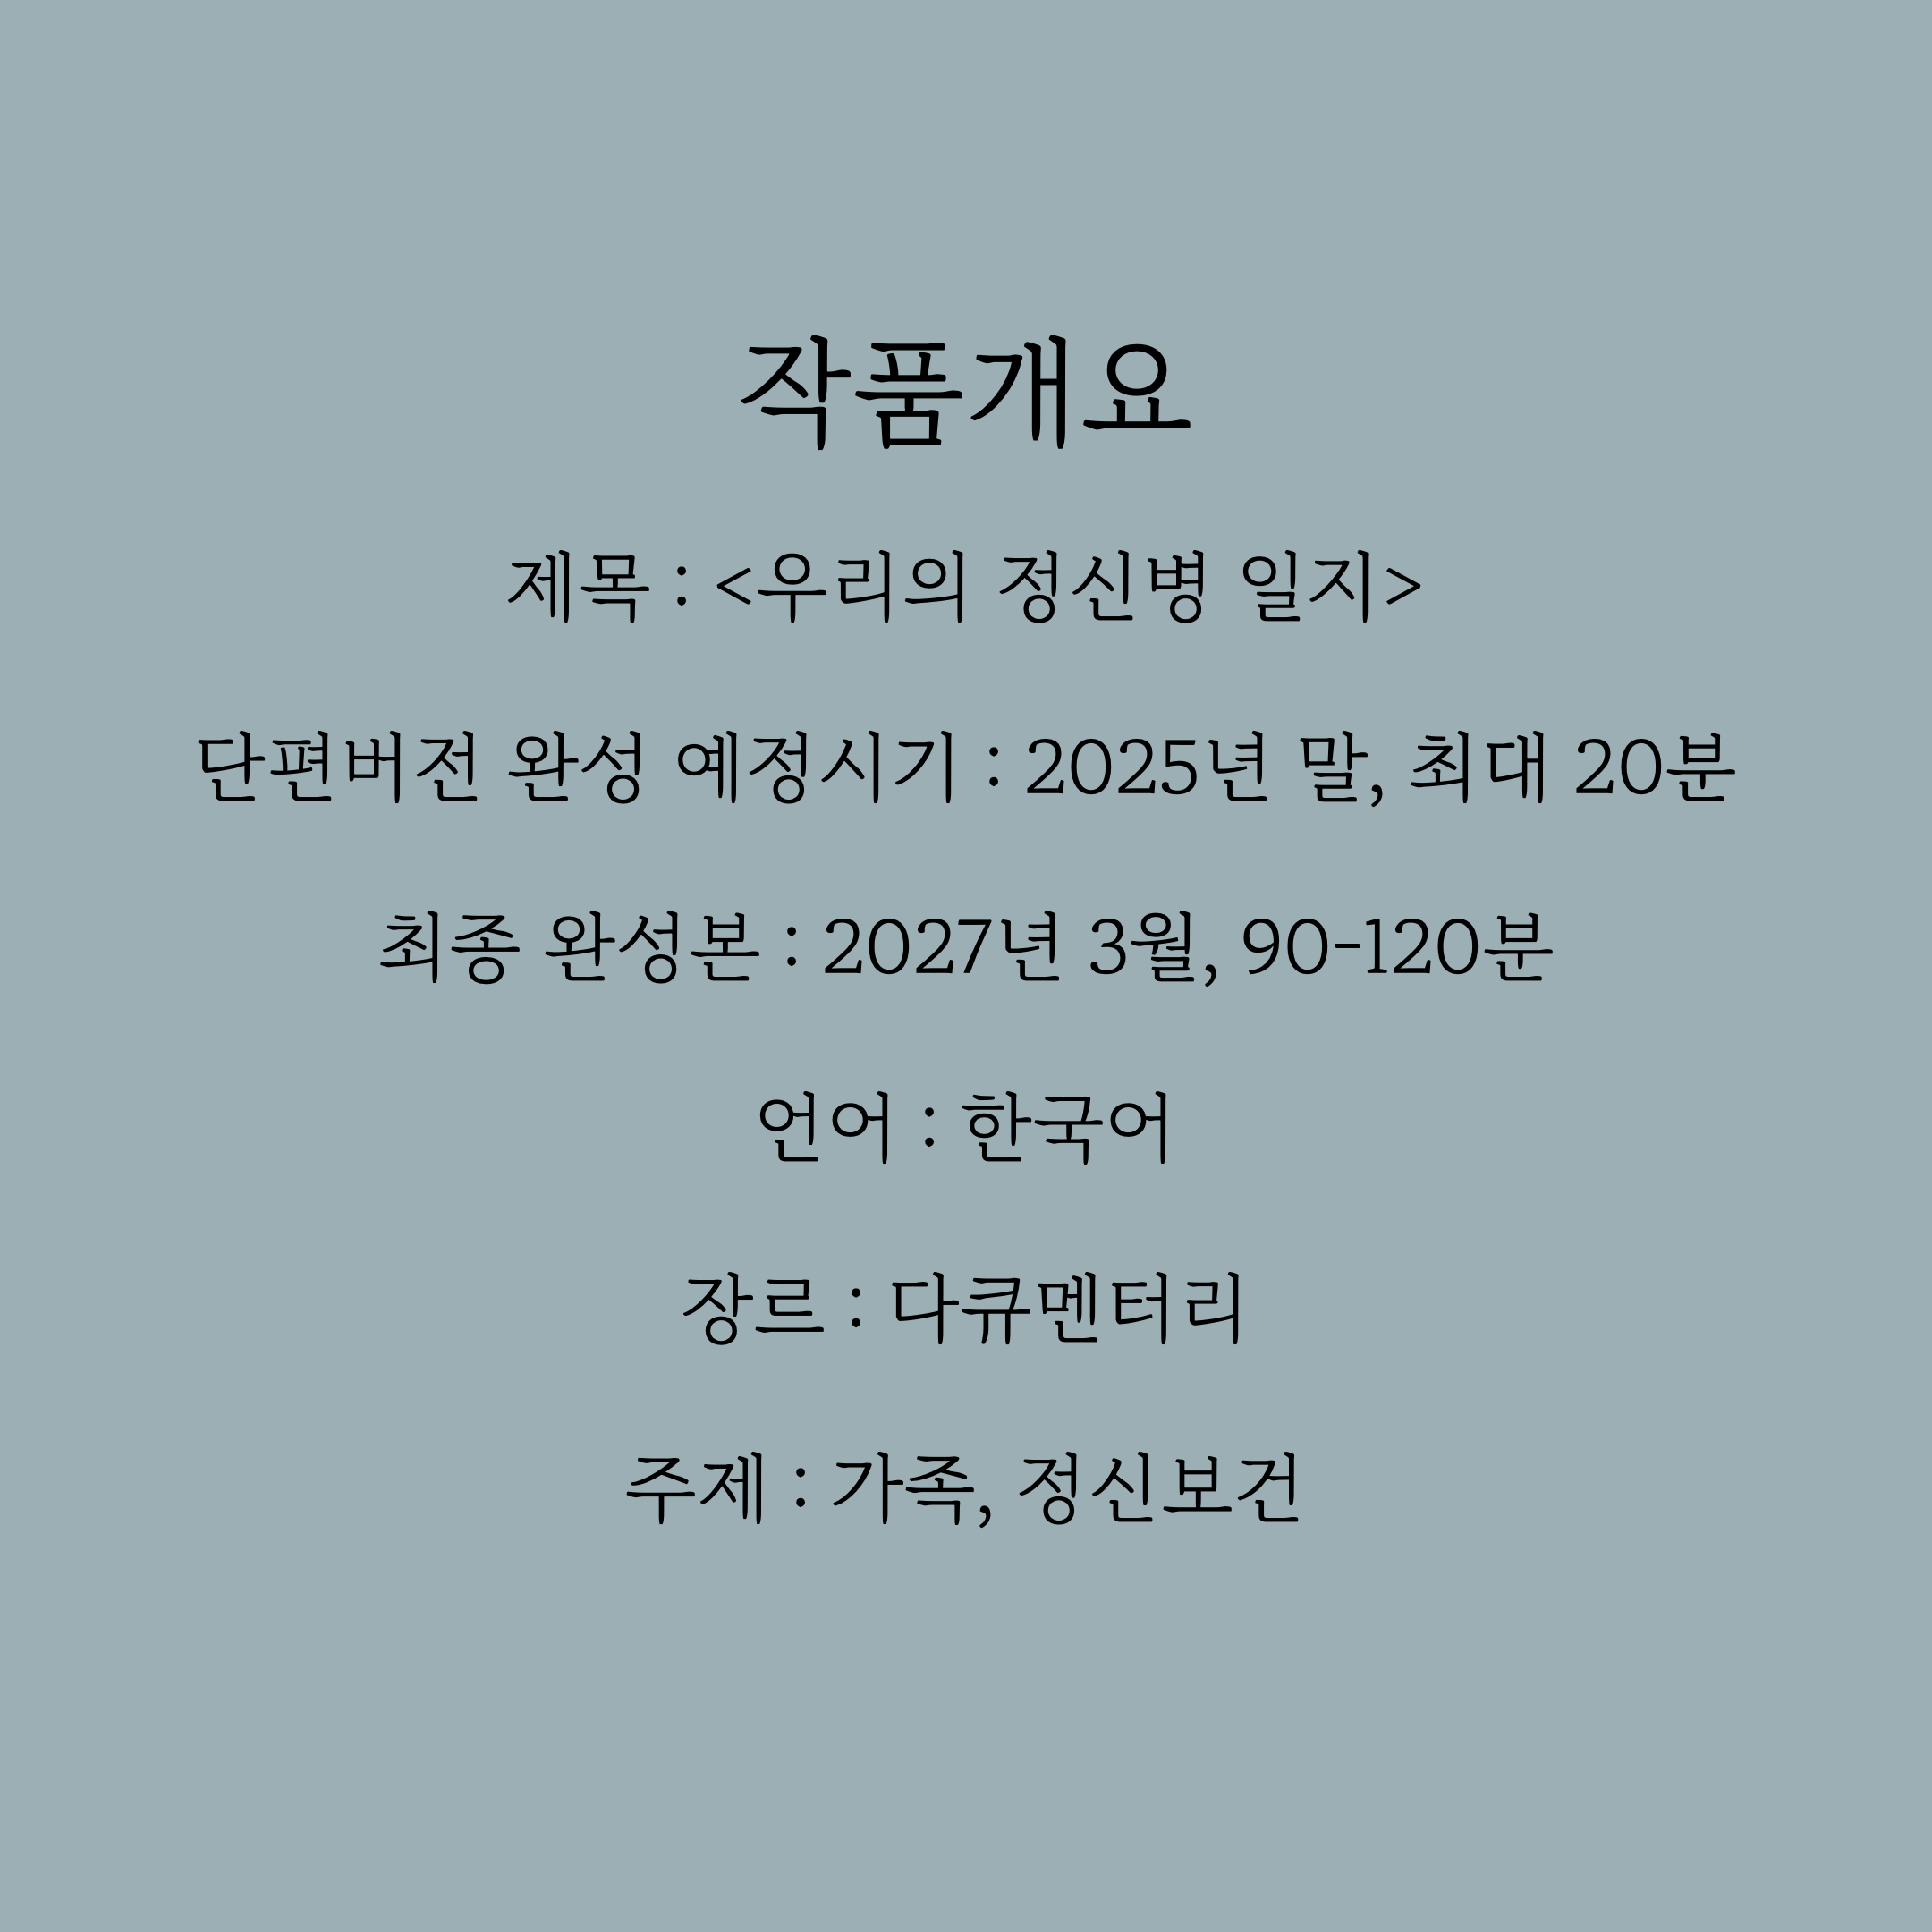 작품개요
제목 : <우리의 정신병 일기>
단편버전 완성 예정시기 : 2025년 말, 최대 20분
최종 완성본 : 2027년 3월, 90-120분
언어 : 한국어
장르 : 다큐멘터리
주제 : 가족, 정신보건